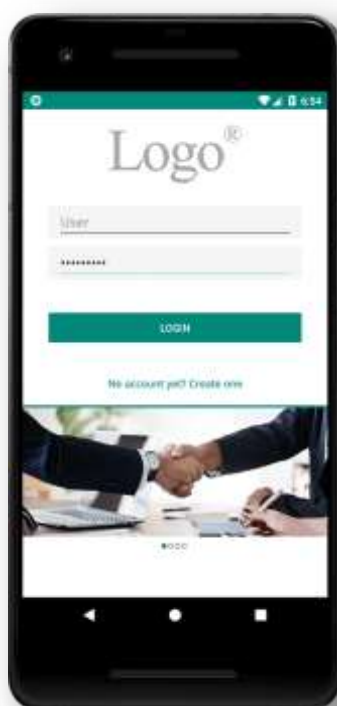 6:54
Logo®
User
•••••••••
LOGIN
No account yet? Create one